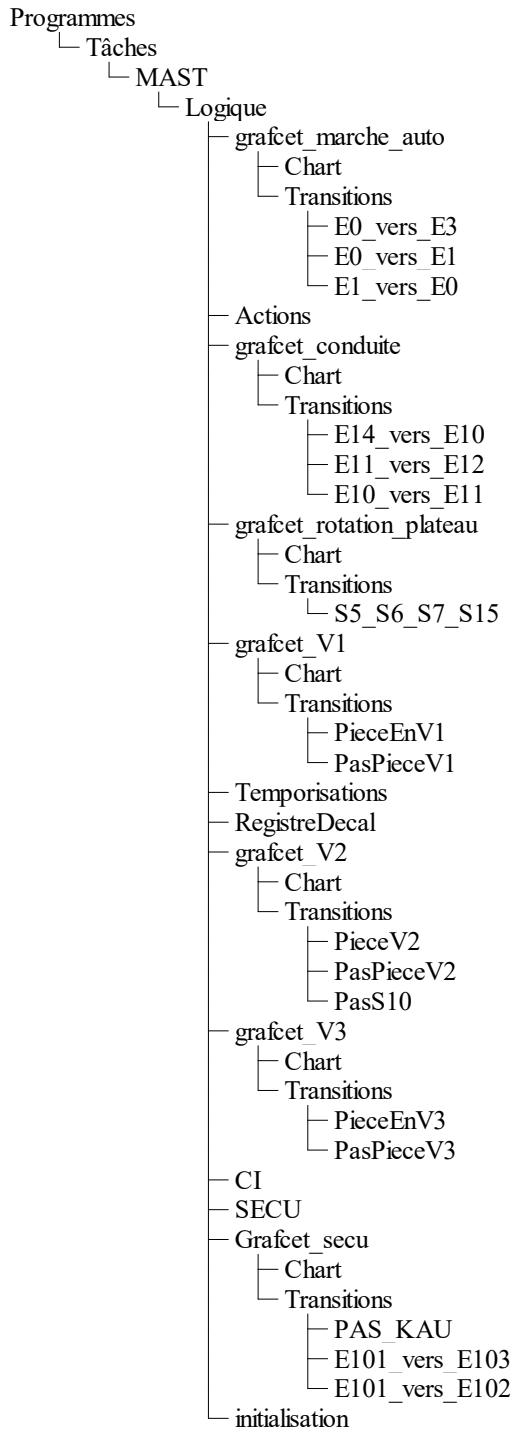 Programmes
Tâches
MAST
Logique
grafcet_marche_auto
Chart
Transitions
E0_vers_E3
E0_vers_E1
E1_vers_E0
Actions
grafcet_conduite
Chart
Transitions
E14_vers_E10
E11_vers_E12
E10_vers_E11
grafcet_rotation_plateau
Chart
Transitions
S5_S6_S7_S15
grafcet_V1
Chart
Transitions
PieceEnV1
PasPieceV1
Temporisations
RegistreDecal
grafcet_V2
Chart
Transitions
PieceV2
PasPieceV2
PasS10
grafcet_V3
Chart
Transitions
PieceEnV3
PasPieceV3
CI
SECU
Grafcet_secu
Chart
Transitions
PAS_KAU
E101_vers_E103
E101_vers_E102
initialisation